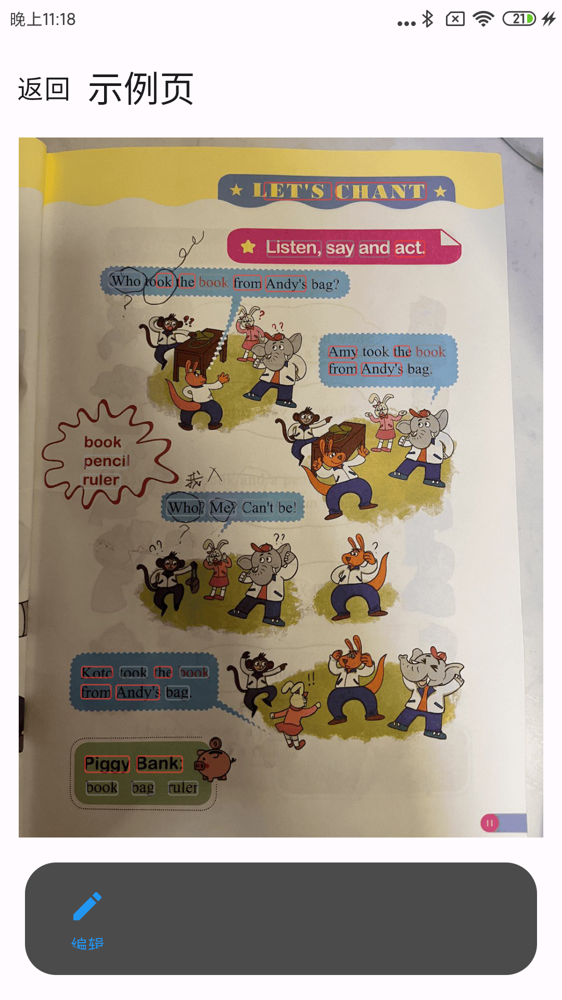 晚上11:18
21
返回 示例页
LET'S CHANT
Listen, say and act.
Who took the book from Andy's bag?
Amy took the book
from Andy's bag.
book
pencil
ruler
我
Who? Me? Can't be!
Koto took the book
from Andy's bag.
Piggy Bank:
book bag ruler
11
编辑